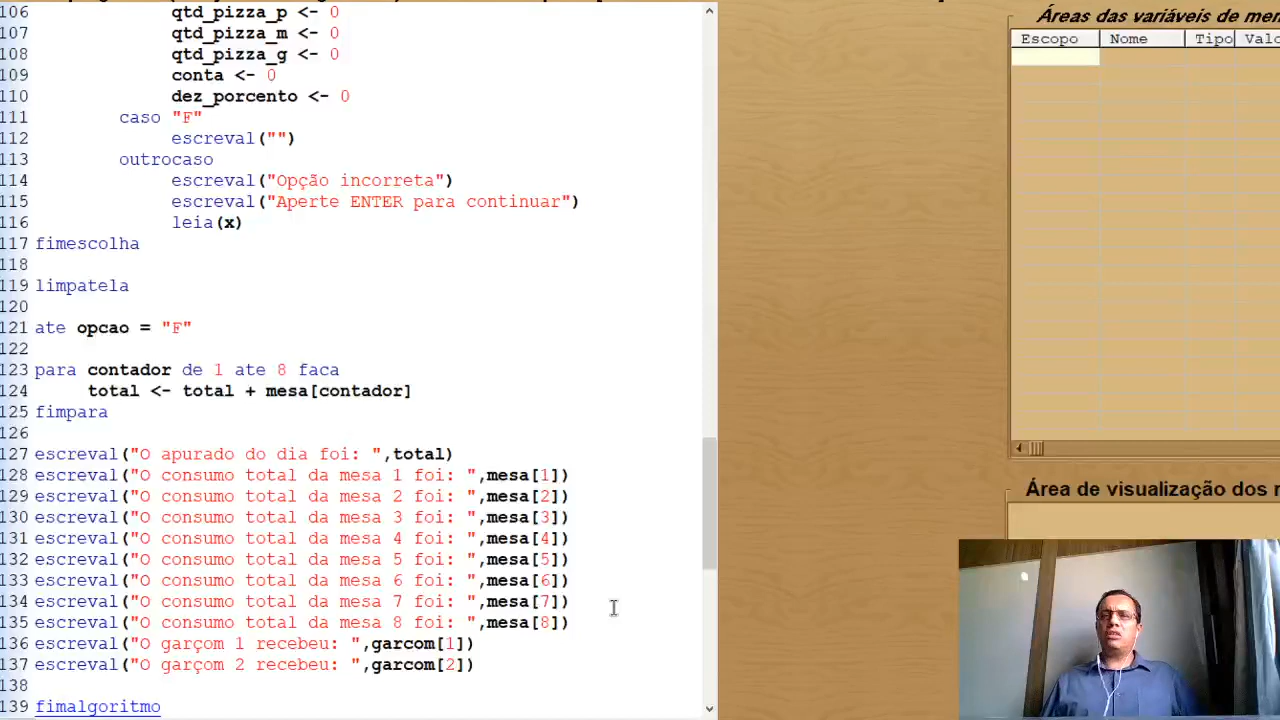 106 qtd_pizza_p <- 0
107 qtd_pizza_m <- 0
108 qtd_pizza_g <- 0
109 conta <- 0
110 dez_porcento <- 0
111 caso "F"
112 escreval("")
113 outrocaso
114 escreval("Opção incorreta")
115 escreval("Aperte ENTER para continuar")
116 leia(x)
117 fimescolha
118
119 limpatela
120
121 ate opcao = "F"
122
123 para contador de 1 ate 8 faca
124 total <- total + mesa[contador]
125 fimpara
126
127 escreval("O apurado do dia foi: ",total)
128 escreval("O consumo total da mesa 1 foi: ",mesa[1])
129 escreval("O consumo total da mesa 2 foi: ",mesa[2])
130 escreval("O consumo total da mesa 3 foi: ",mesa[3])
131 escreval("O consumo total da mesa 4 foi: ",mesa[4])
132 escreval("O consumo total da mesa 5 foi: ",mesa[5])
133 escreval("O consumo total da mesa 6 foi: ",mesa[6])
134 escreval("O consumo total da mesa 7 foi: ",mesa[7])
135 escreval("O consumo total da mesa 8 foi: ",mesa[8])
136 escreval("O garçom 1 recebeu: ",garcom[1])
137 escreval("O garçom 2 recebeu: ",garcom[2])
138
139 fimalgoritmo
Áreas das variáveis de mer
Escopo Nome Tipo Valo
Área de visualização dos r